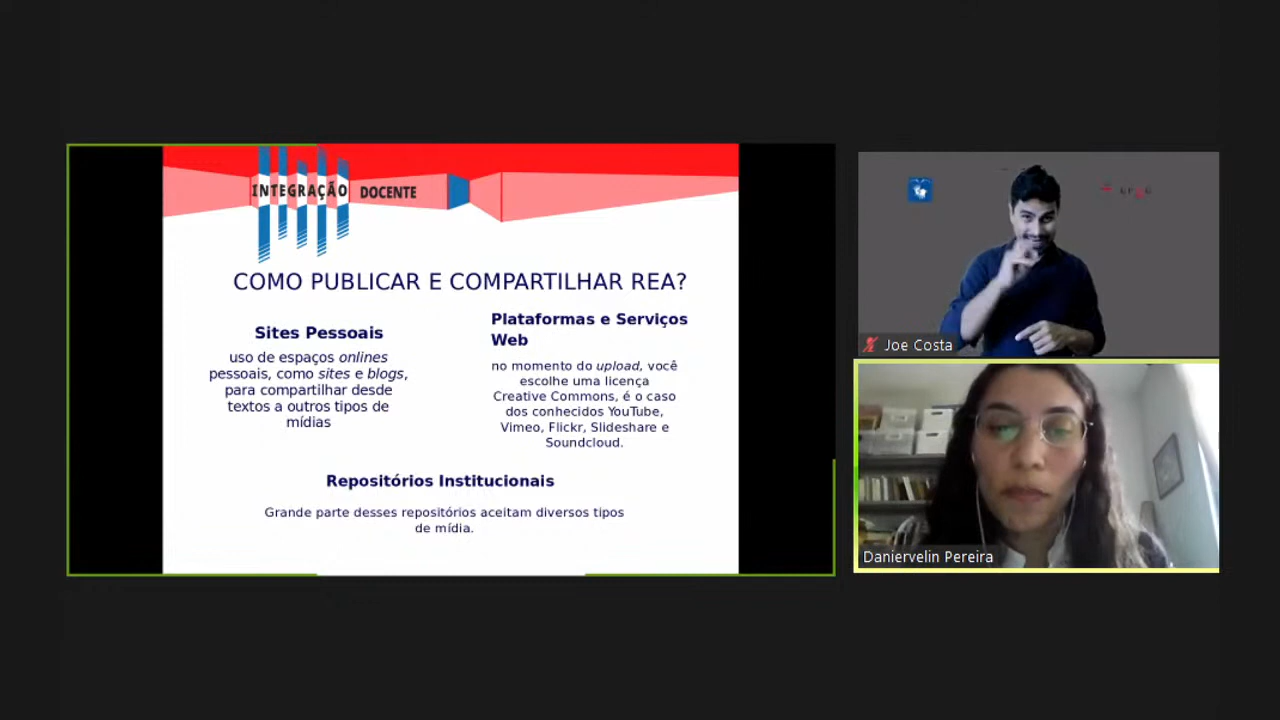 INTEGRAÇÃO DOCENTE
COMO PUBLICAR E COMPARTILHAR REA?
Sites Pessoais
uso de espaços onlines
pessoais, como sites e blogs,
para compartilhar desde
textos a outros tipos de
mídias
Plataformas e Serviços
Web
no momento do upload, você
escolhe uma licença
Creative Commons, é o caso
dos conhecidos YouTube,
Vimeo, Flickr, Slideshare e
Soundcloud.
Repositórios Institucionais
Grande parte desses repositórios aceitam diversos tipos
de mídia.
Joe Costa
Daniervelin Pereira